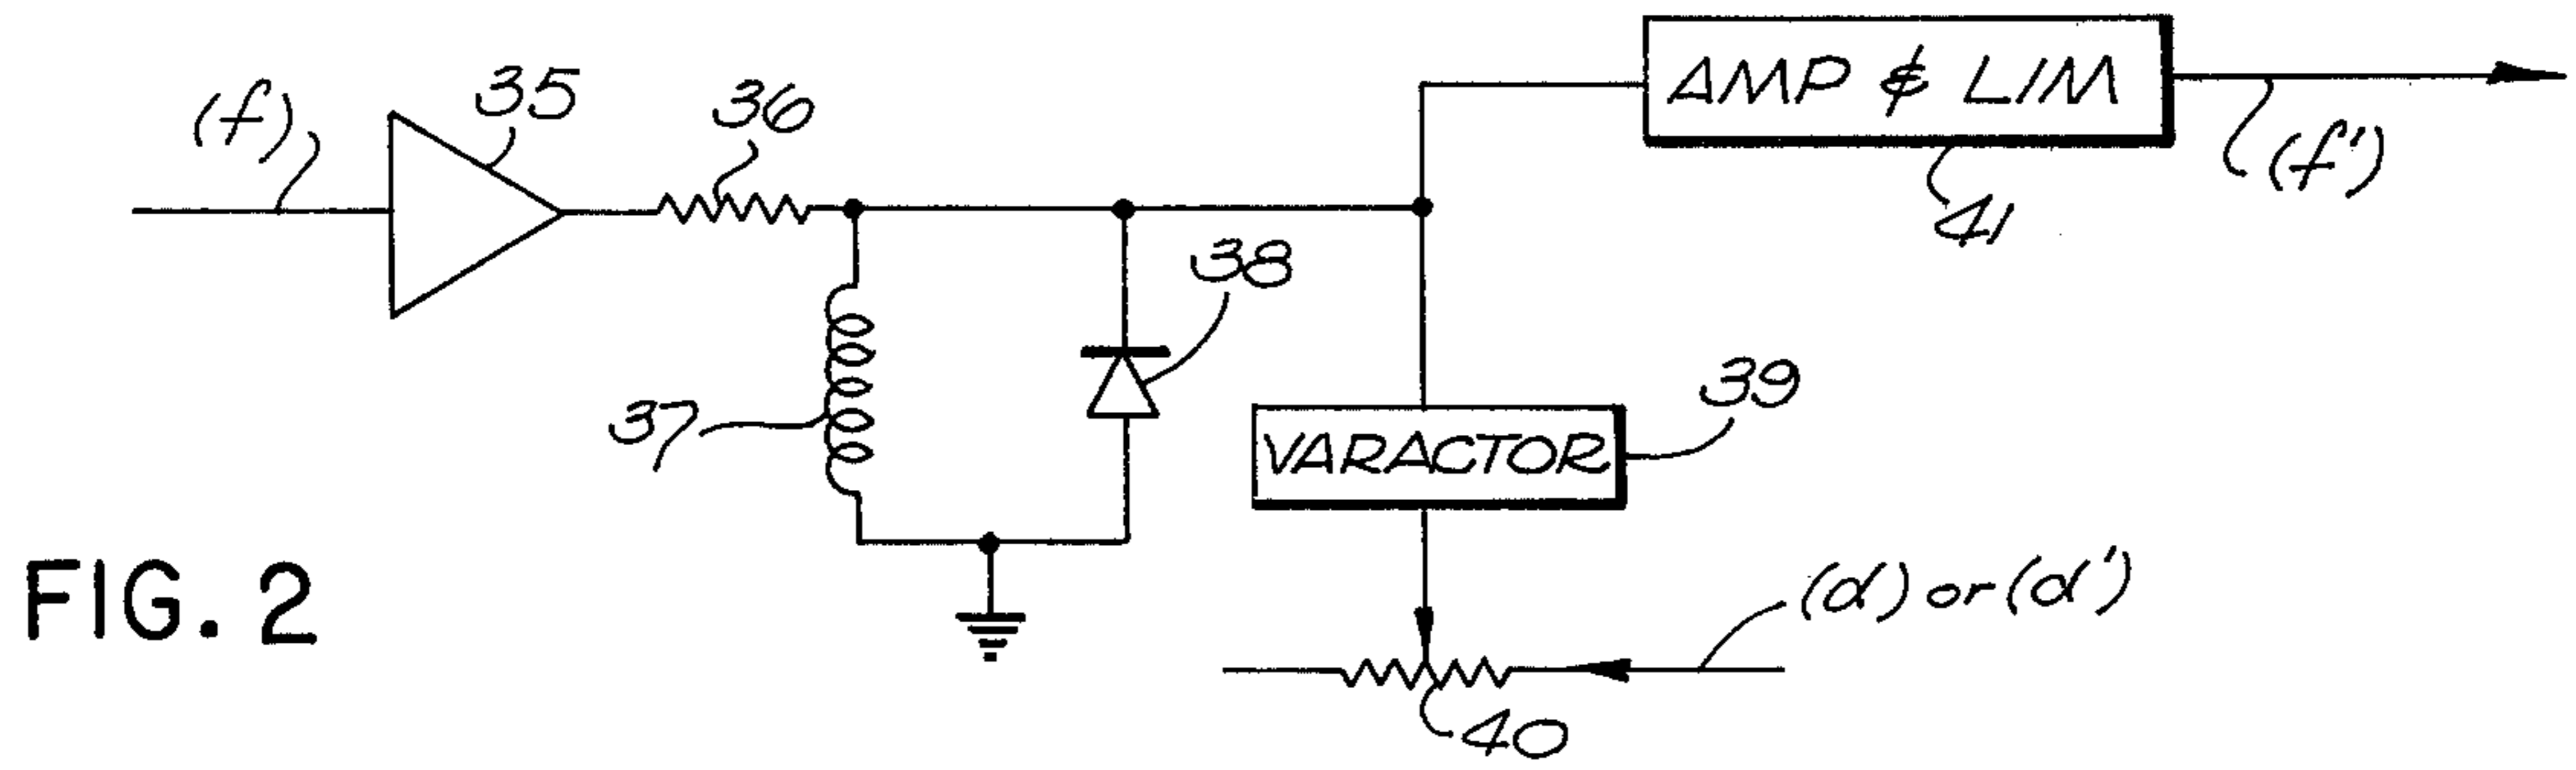 (f)
35
36
AMP & LIM
(f')
41
38
37
39
VARACTOR
FIG. 2
(d) or (d')
40